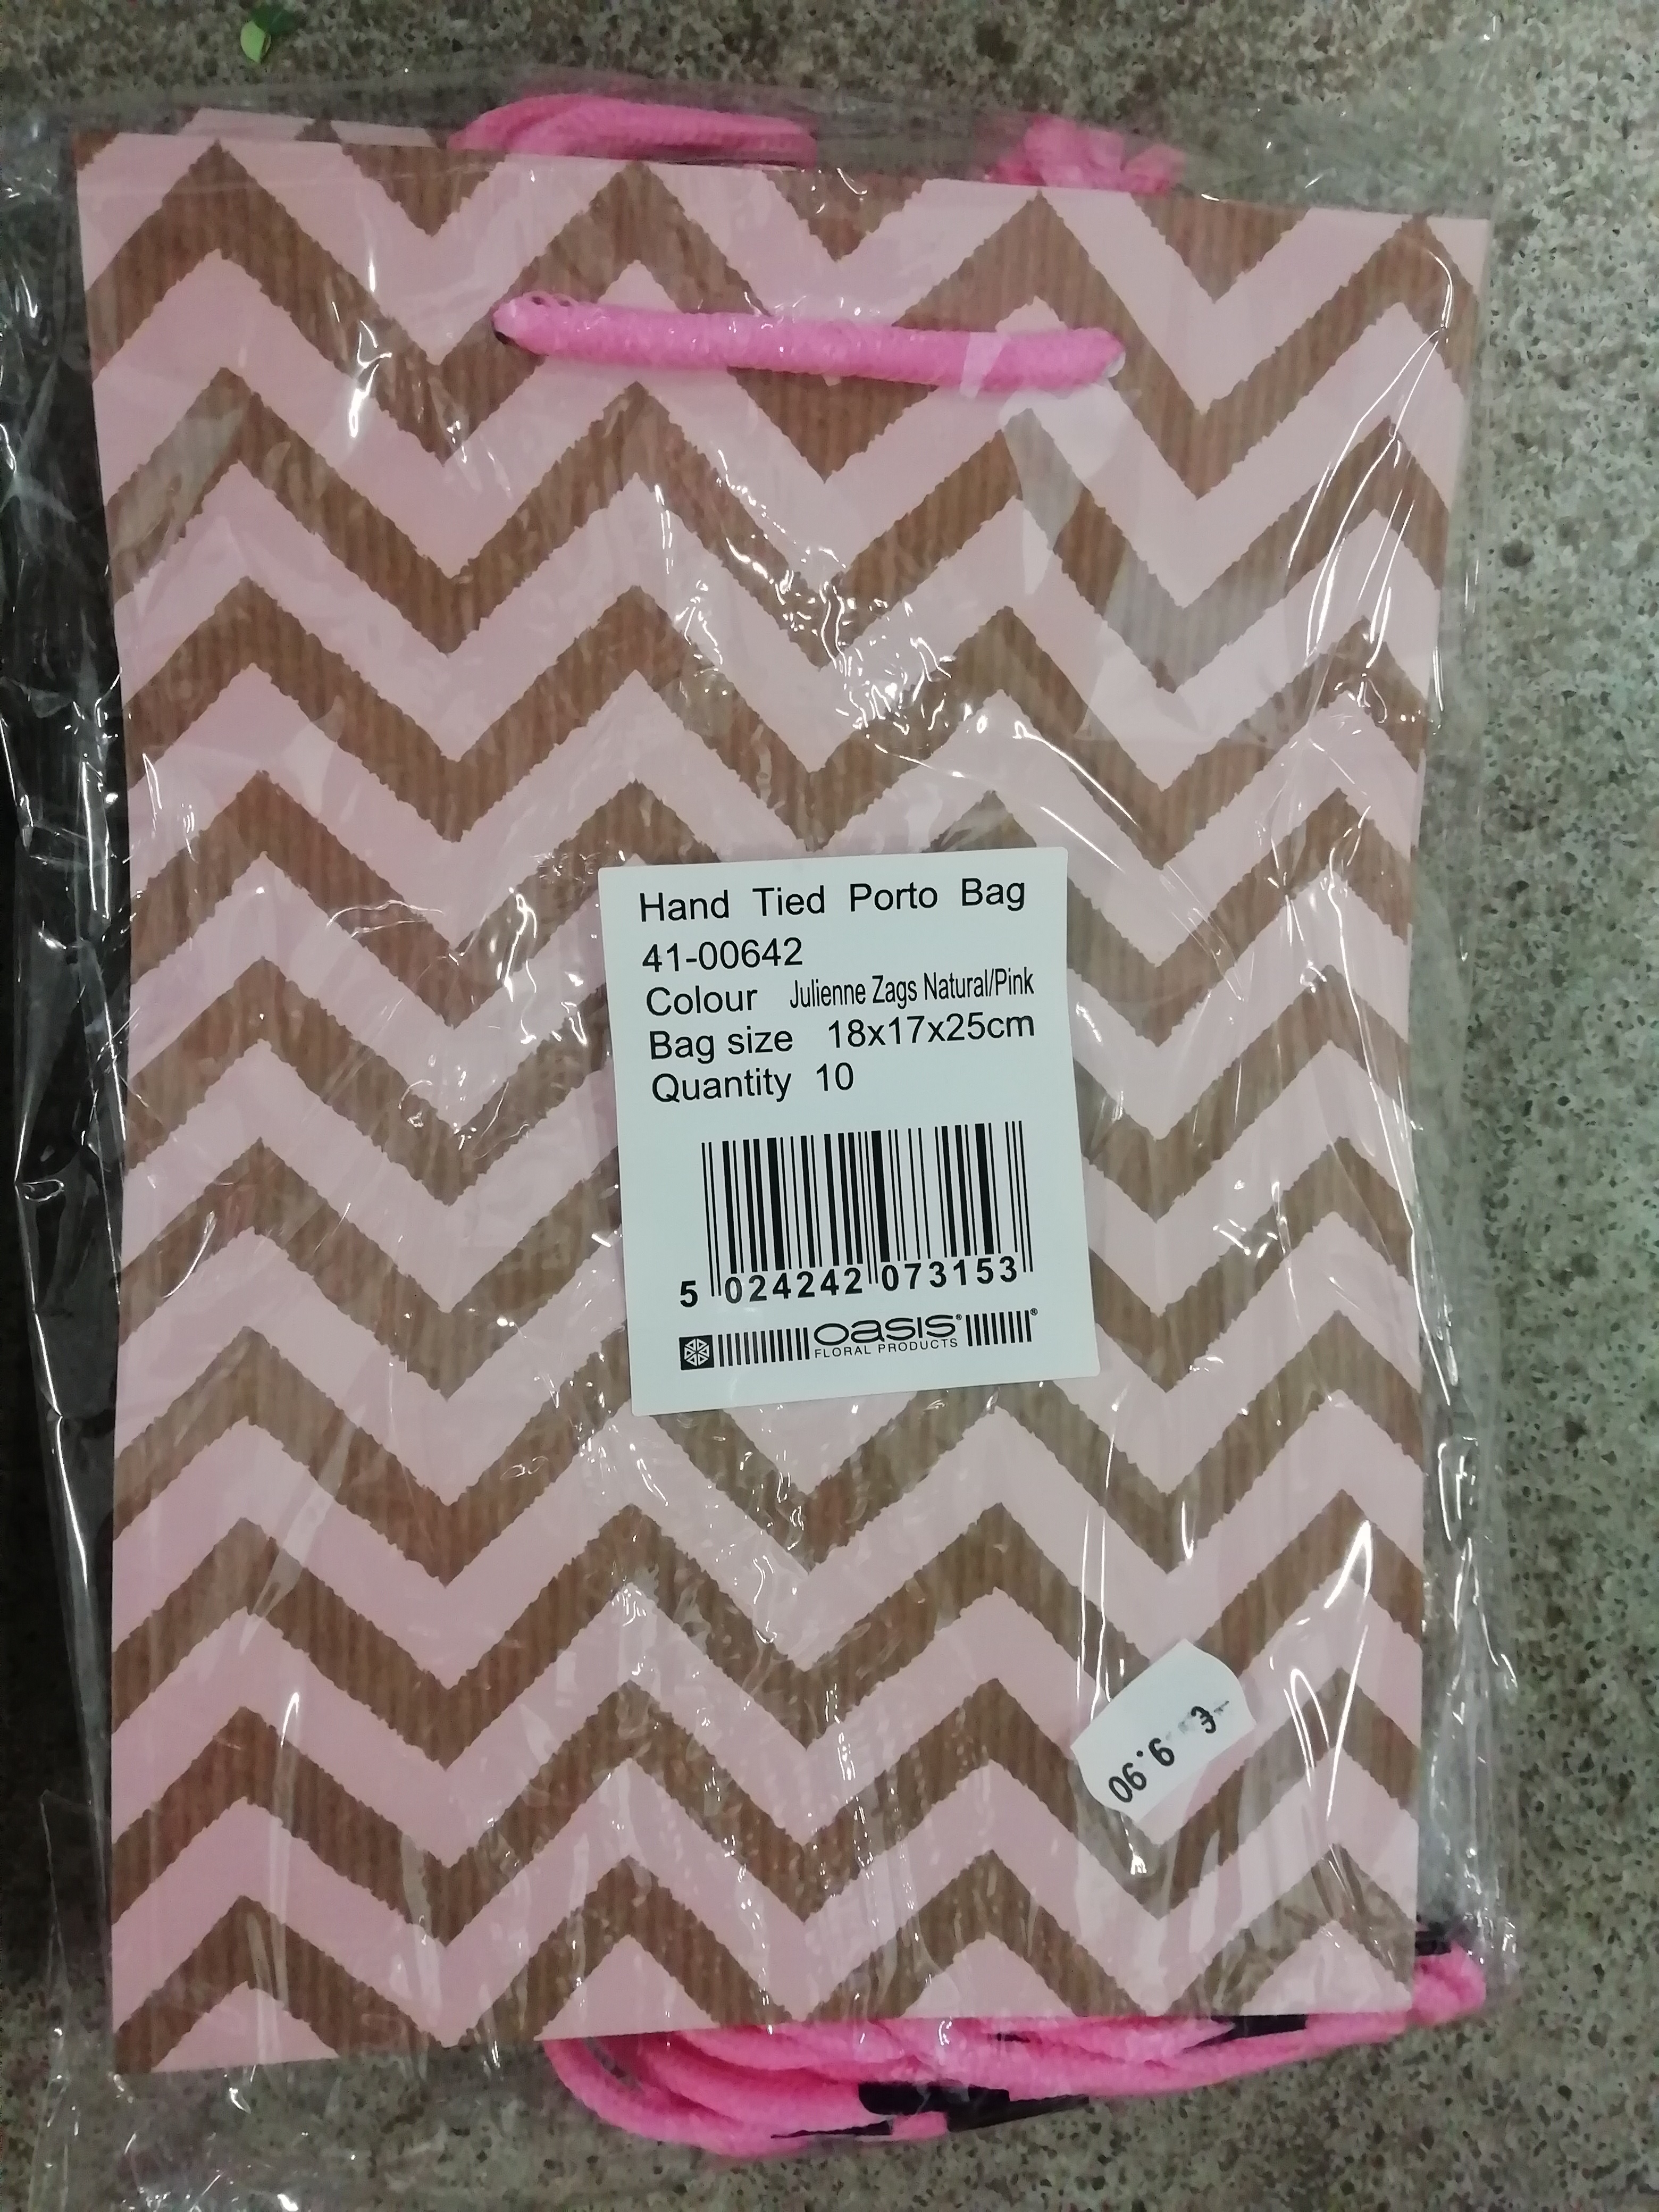 Hand Tied Porto Bag
41-00642
Colour Julienne Zags Natural/Pink
Bag size 18x17x25cm
Quantity 10
5 024242 073153
OASIS® ®
FLORAL PRODUCTS
9.90